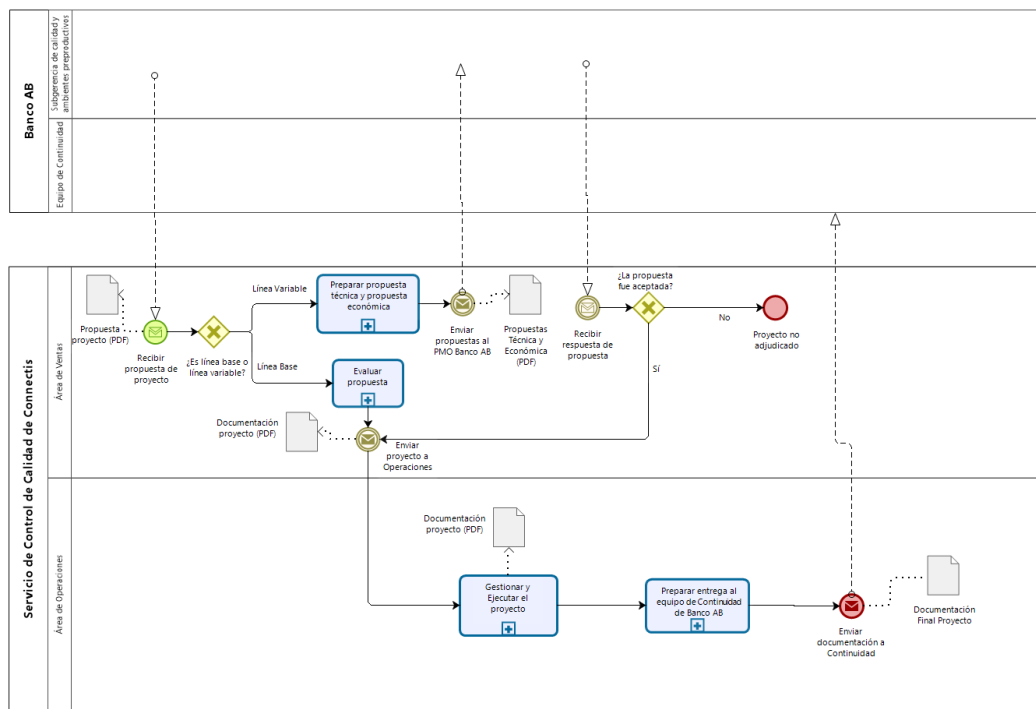 Banco AB
Subgerencia de calidad y
ambientes preproductivos
Equipo de Continuidad
Servicio de Control de Calidad de Connectis
Área de Ventas
Propuesta
proyecto (PDF)
Recibir
propuesta de
proyecto
¿Es línea base o
línea variable?
Línea Variable
Línea Base
Preparar propuesta
técnica y propuesta
económica
Enviar
propuestas al
PMO Banco AB
Propuestas
Técnica y
Económica (PDF)
Recibir
respuesta de
propuesta
¿La propuesta
fue aceptada?
No
Proyecto no
adjudicado
Sí
Evaluar
propuesta
Documentación
proyecto (PDF)
Enviar
proyecto a
Operaciones
Área de Operaciones
Documentación
proyecto (PDF)
Gestionar y
Ejecutar el
proyecto
Preparar entrega al
equipo de Continuidad
de Banco AB
Enviar
documentación a
Continuidad
Documentación
Final Proyecto